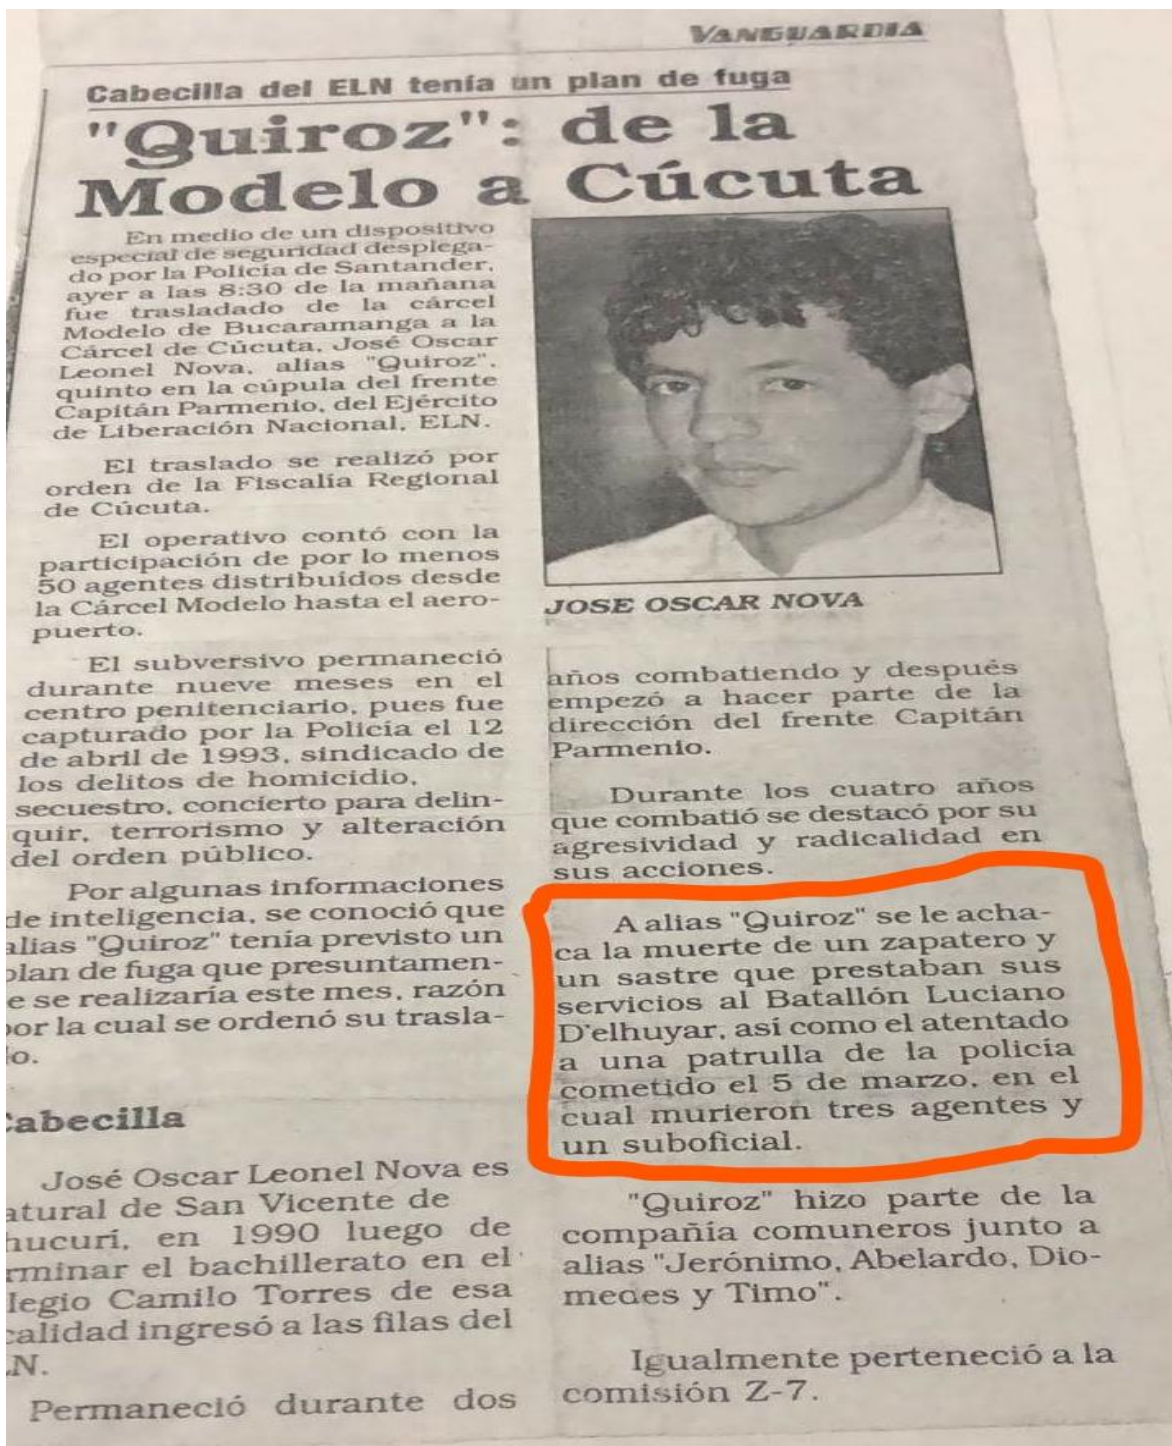 VANGUARDIA
Cabecilla del ELN tenía un plan de fuga
"Quiroz": de la
Modelo a Cúcuta
En medio de un dispositivo
especial de seguridad desplega-
do por la Policía de Santander,
ayer a las 8:30 de la mañana
fue trasladado de la cárcel
Modelo de Bucaramanga a la
Cárcel de Cúcuta, José Oscar
Leonel Nova, alias "Quiroz",
quinto en la cúpula del frente
Capitán Parmenio, del Ejército
de Liberación Nacional, ELN.
El traslado se realizó por
orden de la Fiscalía Regional
de Cúcuta.
El operativo contó con la
participación de por lo menos
50 agentes distribuídos desde
la Cárcel Modelo hasta el aero-
puerto.
El subversivo permaneció
durante nueve meses en el
centro penitenciario, pues fue
capturado por la Policía el 12
de abril de 1993, sindicado de
los delitos de homicidio,
secuestro, concierto para delin-
quir, terrorismo y alteración
del orden público.
Por algunas informaciones
de inteligencia, se conoció que
alias "Quiroz" tenía previsto un
plan de fuga que presuntamen-
e se realizaría este mes, razón
por la cual se ordenó su trasla-
o.
Cabecilla
José Oscar Leonel Nova es
atural de San Vicente de
hucurí, en 1990 luego de
rminar el bachillerato en el
legio Camilo Torres de esa
calidad ingresó a las filas del
LN.
Permaneció durante dos
JOSE OSCAR NOVA
años combatiendo y después
empezó a hacer parte de la
dirección del frente Capitán
Parmenio.
Durante los cuatro años
que combatió se destacó por su
agresividad y radicalidad en
sus acciones.
A alias "Quiroz" se le acha-
ca la muerte de un zapatero y
un sastre que prestaban sus
servicios al Batallón Luciano
D'elhuyar, así como el atentado
a una patrulla de la policía
cometido el 5 de marzo, en el
cual murieron tres agentes y
un suboficial.
"Quiroz" hizo parte de la
compañía comuneros junto a
alias "Jerónimo, Abelardo, Dio-
medes y Timo".
Igualmente perteneció a la
comisión Z-7.